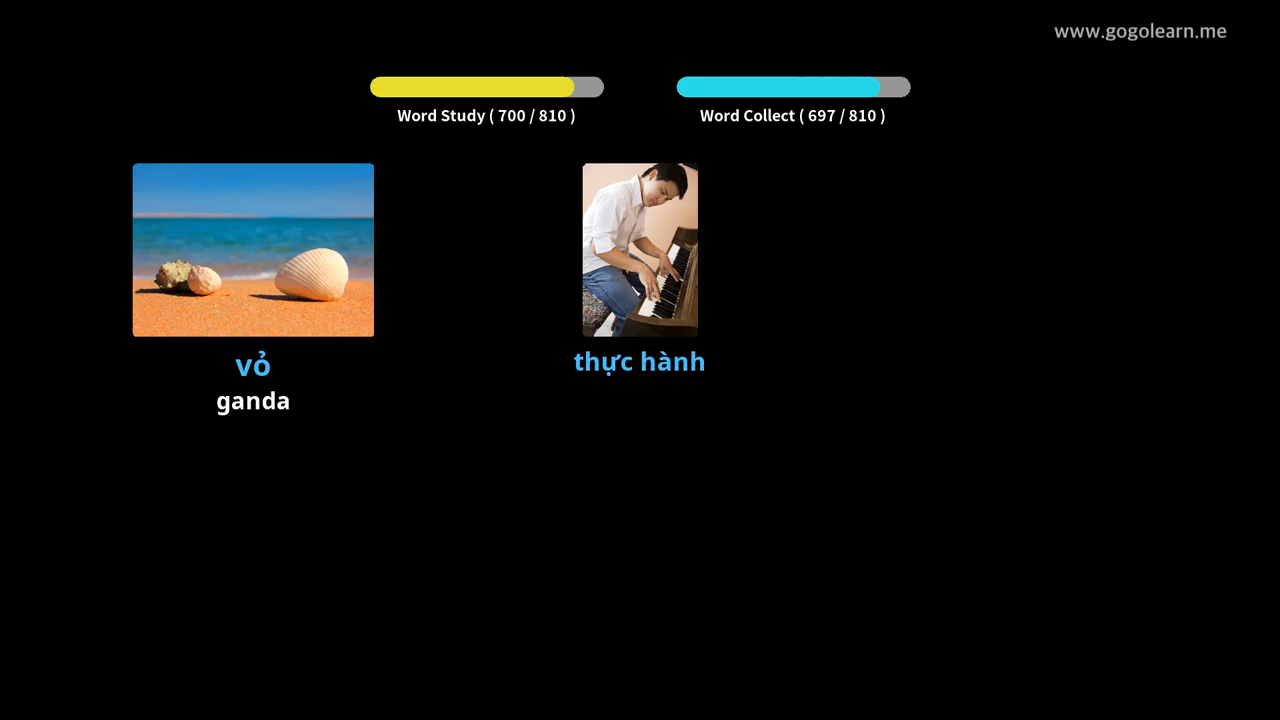 www.gogolearn.me
Word Study ( 700 / 810 )
Word Collect ( 697 / 810 )
vỏ
ganda
thực hành